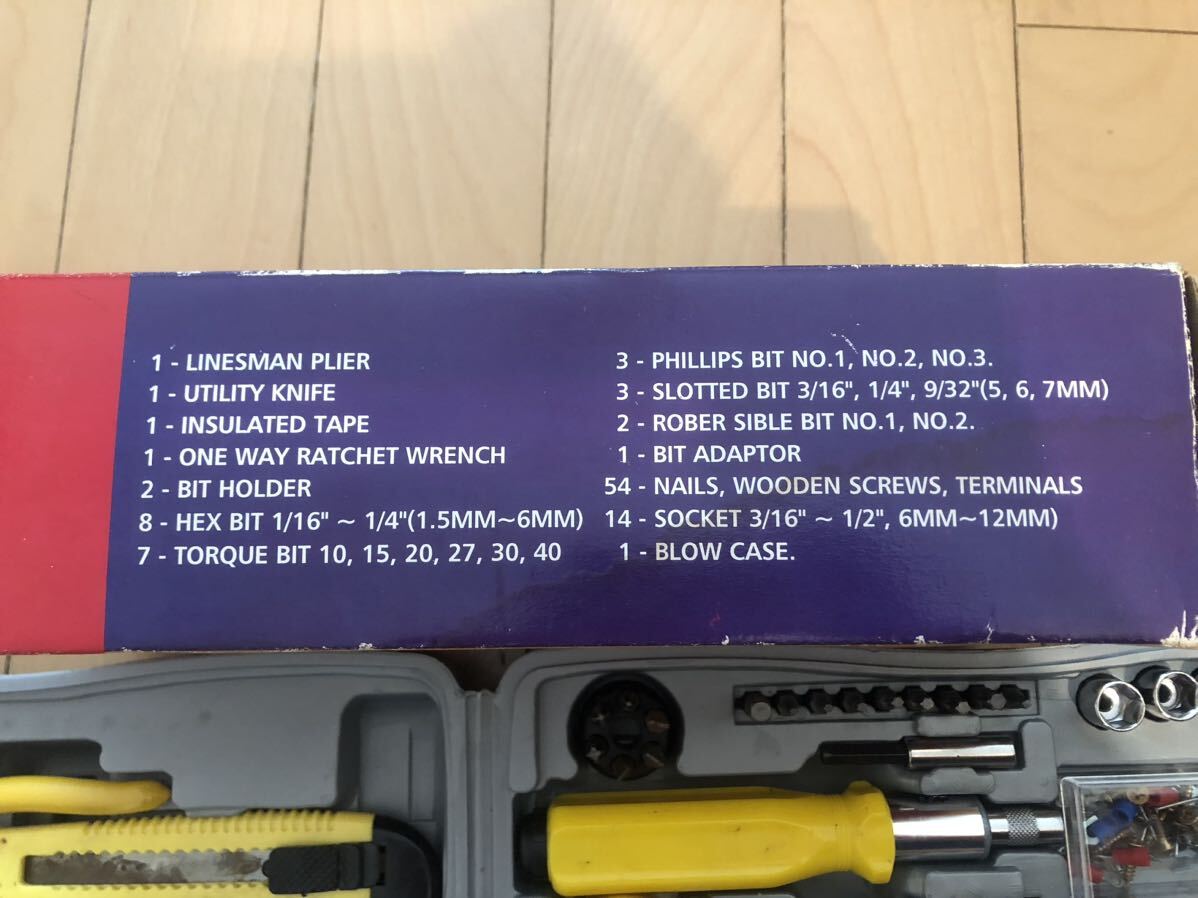 1 - LINESMAN PLIER
1 - UTILITY KNIFE
1 - INSULATED TAPE
1 - ONE WAY RATCHET WRENCH
2 - BIT HOLDER
8 - HEX BIT 1/16" ~ 1/4"(1.5MM~6MM)
7 - TORQUE BIT 10, 15, 20, 27, 30, 40
3 - PHILLIPS BIT NO.1, NO.2, NO.3.
3 - SLOTTED BIT 3/16", 1/4", 9/32"(5, 6, 7MM)
2 - ROBER SIBLE BIT NO.1, NO.2.
1 - BIT ADAPTOR
54 - NAILS, WOODEN SCREWS, TERMINALS
14 - SOCKET 3/16" ~ 1/2", 6MM~12MM)
1 - BLOW CASE.